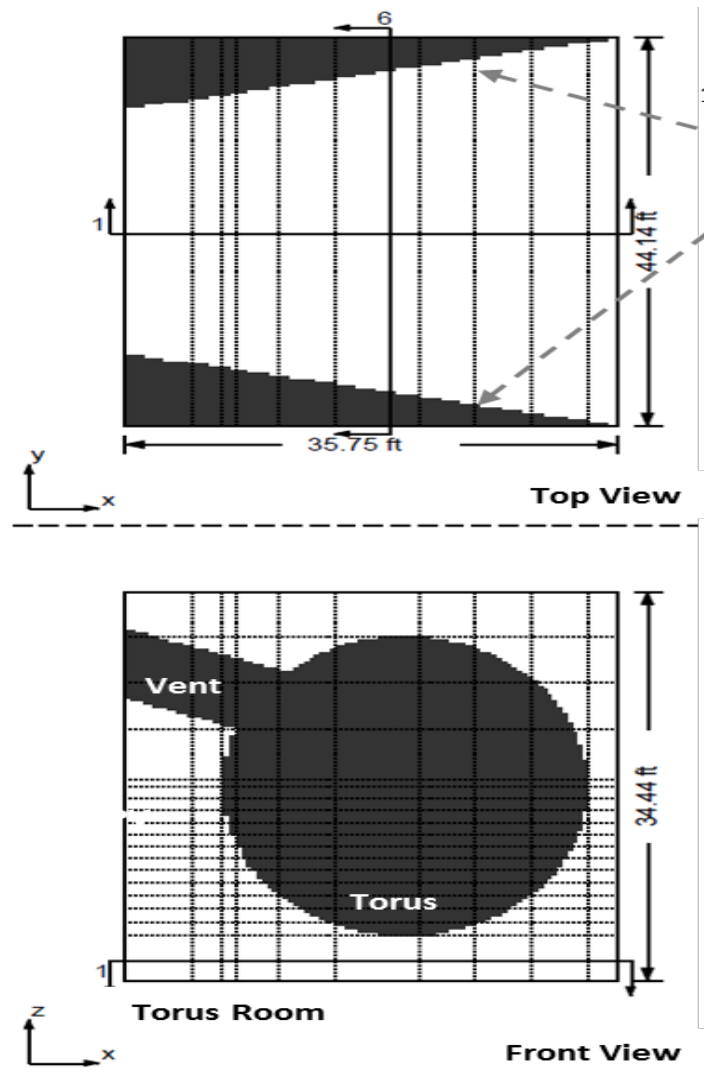 6
1
44.14 ft
35.75 ft
y
x
Top View
Vent
34.44 ft
Torus
1
z
x
Torus Room
Front View